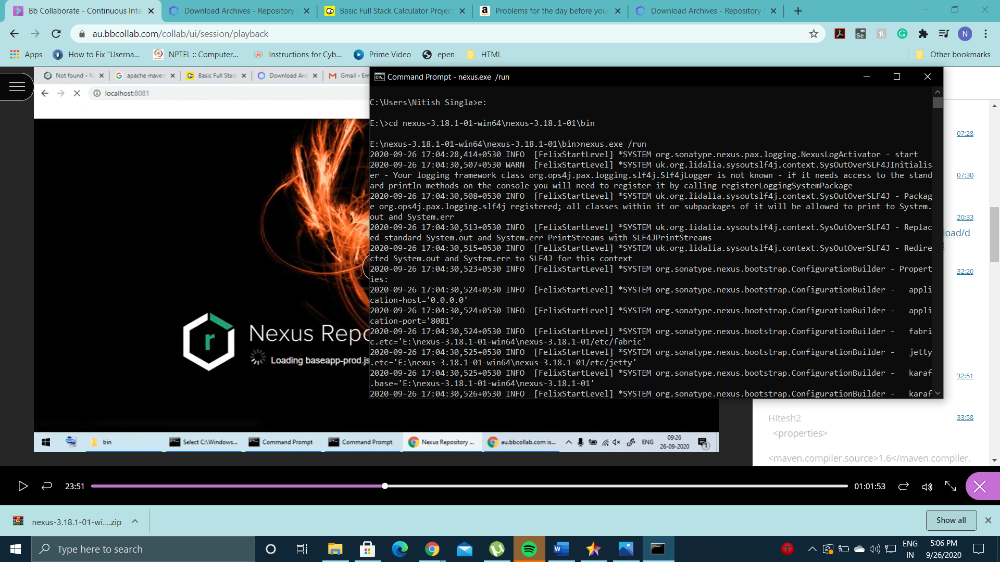 Bb Collaborate - Continuous Inte
Download Archives - Repository
Basic Full Stack Calculator Project
Problems for the day before your
Download Archives - Repository
au.bbcollab.com/collab/ui/session/playback
Apps
How to Fix "Userna...
NPTEL :: Computer...
Instructions for Cyb...
Prime Video
epen
HTML
Other bookmarks
Not found - N
apache maven
Basic Full Stac
Download Arc
Gmail - Em
localhost:8081
Nexus Repo
Loading baseapp-prod.js
Command Prompt - nexus.exe /run
C:\Users\Nitish Singla>e:
E:\>cd nexus-3.18.1-01-win64\nexus-3.18.1-01\bin
E:\nexus-3.18.1-01-win64\nexus-3.18.1-01\bin>nexus.exe /run
2020-09-26 17:04:28,414+0530 INFO  [FelixStartLevel] *SYSTEM org.sonatype.nexus.pax.logging.NexusLogActivator - start
2020-09-26 17:04:30,507+0530 WARN  [FelixStartLevel] *SYSTEM uk.org.lidalia.sysoutslf4j.context.SysOutOverSLF4JInitialis
er - Your logging framework class org.ops4j.pax.logging.slf4j.Slf4jLogger is not known - if it needs access to the stand
ard println methods on the console you will need to register it by calling registerLoggingSystemPackage
2020-09-26 17:04:30,508+0530 INFO  [FelixStartLevel] *SYSTEM uk.org.lidalia.sysoutslf4j.context.SysOutOverSLF4J - Packag
e org.ops4j.pax.logging.slf4j registered; all classes within it or subpackages of it will be allowed to print to System.
out and System.err
2020-09-26 17:04:30,513+0530 INFO  [FelixStartLevel] *SYSTEM uk.org.lidalia.sysoutslf4j.context.SysOutOverSLF4J - Replac
ed standard System.out and System.err PrintStreams with SLF4JPrintStreams
2020-09-26 17:04:30,515+0530 INFO  [FelixStartLevel] *SYSTEM uk.org.lidalia.sysoutslf4j.context.SysOutOverSLF4J - Redire
cted System.out and System.err to SLF4J for this context
2020-09-26 17:04:30,523+0530 INFO  [FelixStartLevel] *SYSTEM org.sonatype.nexus.bootstrap.ConfigurationBuilder - Propert
ies:
2020-09-26 17:04:30,524+0530 INFO  [FelixStartLevel] *SYSTEM org.sonatype.nexus.bootstrap.ConfigurationBuilder -   appli
cation-host='0.0.0.0'
2020-09-26 17:04:30,524+0530 INFO  [FelixStartLevel] *SYSTEM org.sonatype.nexus.bootstrap.ConfigurationBuilder -   appli
cation-port='8081'
2020-09-26 17:04:30,524+0530 INFO  [FelixStartLevel] *SYSTEM org.sonatype.nexus.bootstrap.ConfigurationBuilder -   fabri
c.etc='E:\nexus-3.18.1-01-win64\nexus-3.18.1-01/etc/fabric'
2020-09-26 17:04:30,525+0530 INFO  [FelixStartLevel] *SYSTEM org.sonatype.nexus.bootstrap.ConfigurationBuilder -   jetty
.etc='E:\nexus-3.18.1-01-win64\nexus-3.18.1-01/etc/jetty'
2020-09-26 17:04:30,525+0530 INFO  [FelixStartLevel] *SYSTEM org.sonatype.nexus.bootstrap.ConfigurationBuilder -   karaf
.base='E:\nexus-3.18.1-01-win64\nexus-3.18.1-01'
2020-09-26 17:04:30,526+0530 INFO  [FelixStartLevel] *SYSTEM org.sonatype.nexus.bootstrap.ConfigurationBuilder -   karaf
07:28
07:30
20:33
load/d
32:20
32:51
HItesh2
33:58
<properties>
<maven.compiler.source>1.6</maven.compiler.
bin
Select C:\Windows...
Command Prompt
Command Prompt
Nexus Repository ...
au.bbcollab.com is...
ENG
09:26
26-09-2020
1
23:51
01:01:53
nexus-3.18.1-01-wi....zip
Show all
Type here to search
ENG
IN
5:06 PM
9/26/2020